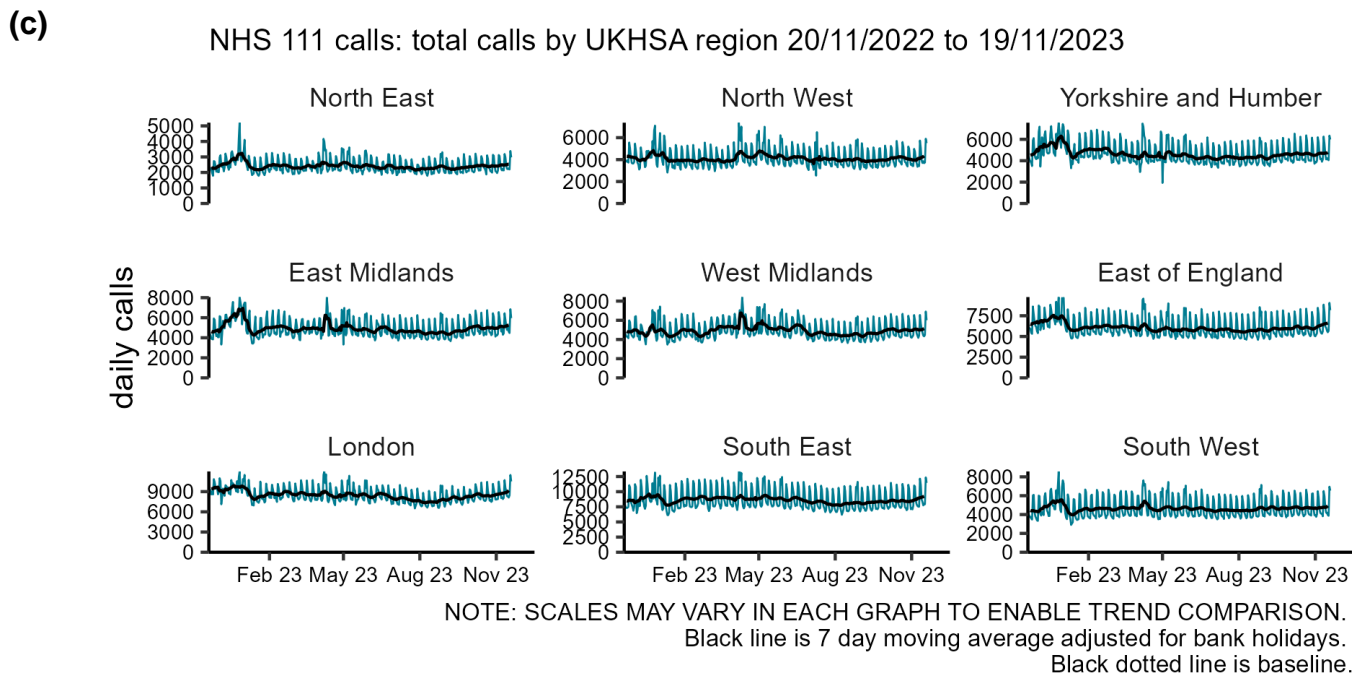 (c)
NHS 111 calls: total calls by UKHSA region 20/11/2022 to 19/11/2023
North East
North West
Yorkshire and Humber
5000
4000
3000
2000
1000
0
6000
4000
2000
0
6000
4000
2000
0
daily calls
East Midlands
West Midlands
East of England
8000
6000
4000
2000
0
8000
6000
4000
2000
0
7500
5000
2500
0
London
South East
South West
9000
6000
3000
0
12500
10000
7500
5000
2500
0
8000
6000
4000
2000
0
Feb 23 May 23 Aug 23 Nov 23
Feb 23 May 23 Aug 23 Nov 23
Feb 23 May 23 Aug 23 Nov 23
NOTE: SCALES MAY VARY IN EACH GRAPH TO ENABLE TREND COMPARISON.
Black line is 7 day moving average adjusted for bank holidays.
Black dotted line is baseline.